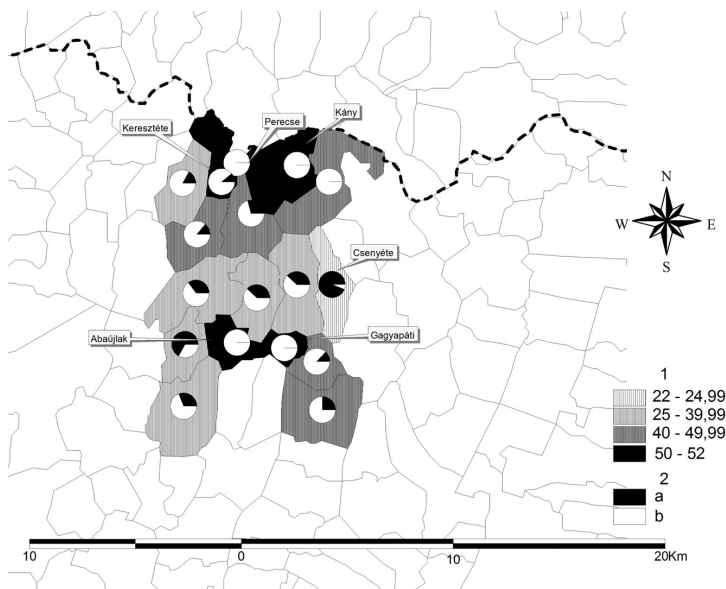 Kány
Perecse
Keresztéte
N
W E
S
Csenyéte
Abaújlak
Gagyapáti
1
22 - 24,99
25 - 39,99
40 - 49,99
50 - 52
2
a
b
10 0 10 20Km